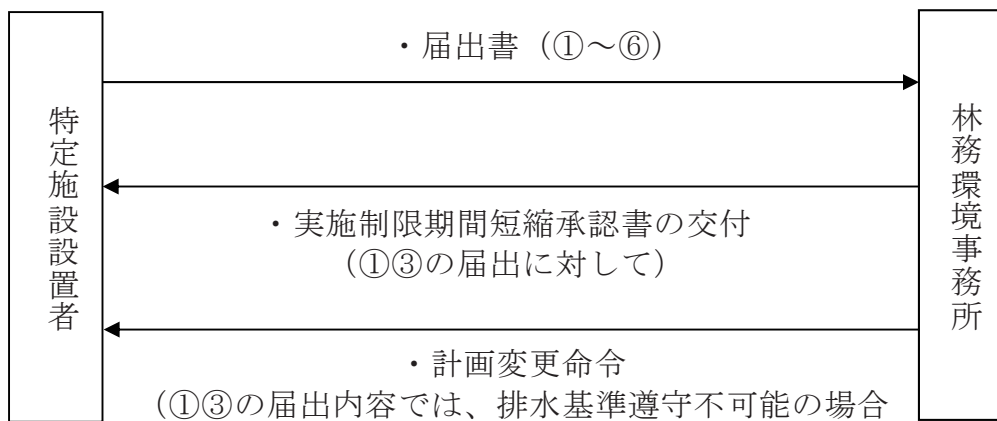 ・届出書（①～⑥）
特定施設設置者
林務環境事務所
・実施制限期間短縮承認書の交付
（①③の届出に対して）
・計画変更命令
（①③の届出内容では、排水基準遵守不可能の場合